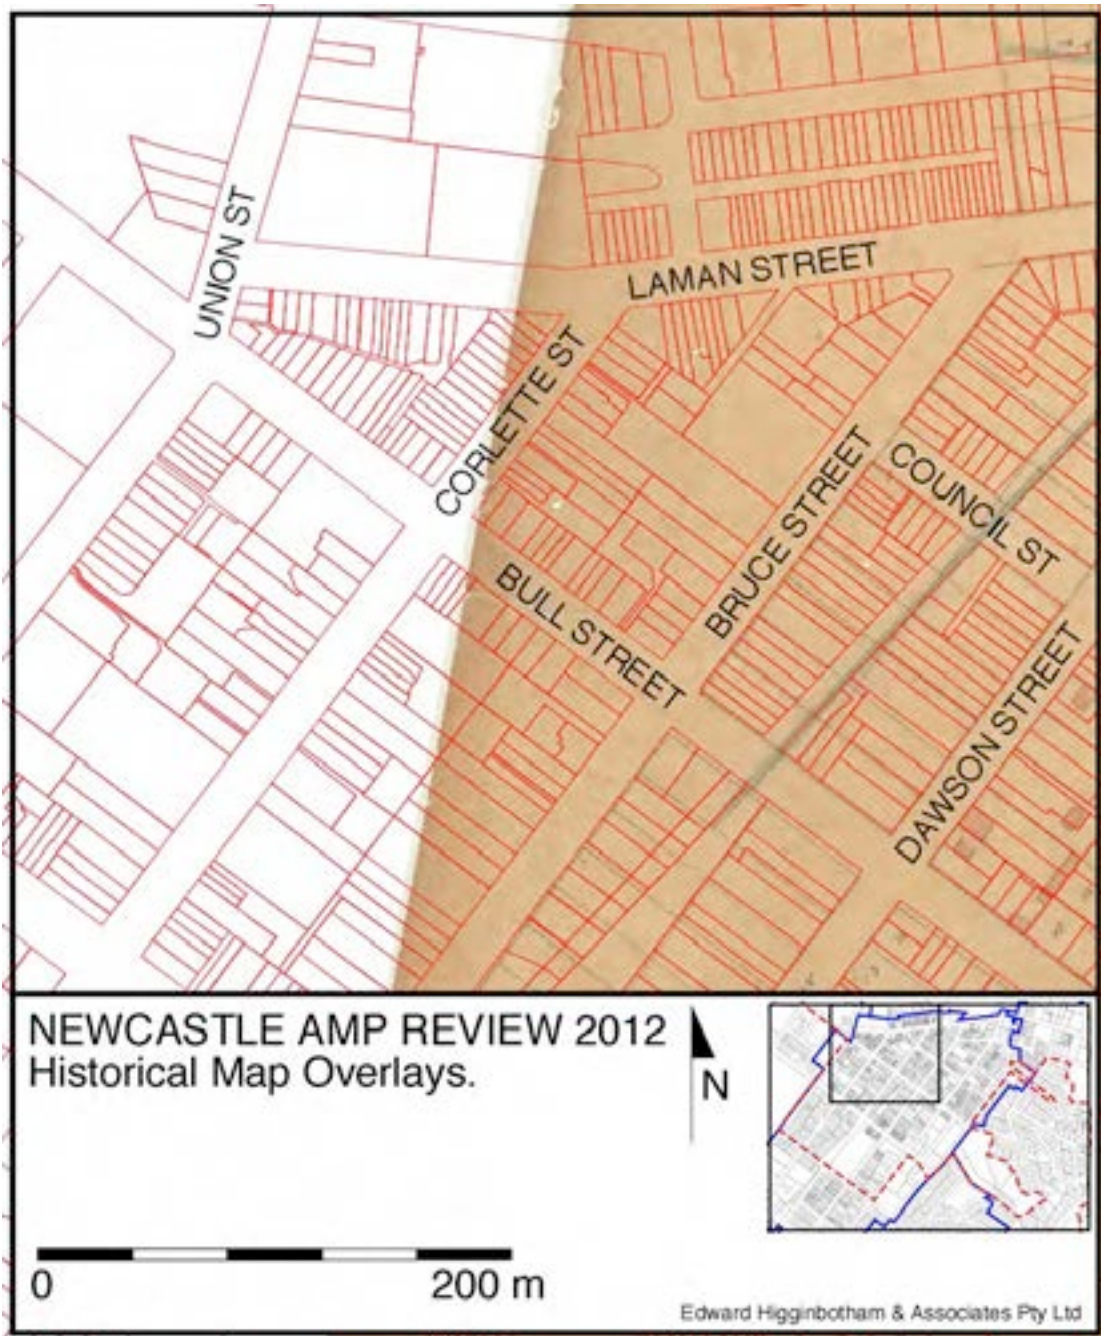 UNION ST
LAMAN STREET
CORLETTE ST
COUNCIL ST
BRUCE STREET
BULL STREET
DAWSON STREET
NEWCASTLE AMP REVIEW 2012
Historical Map Overlays.
N
0
200 m
Edward Higginbotham & Associates Pty Ltd